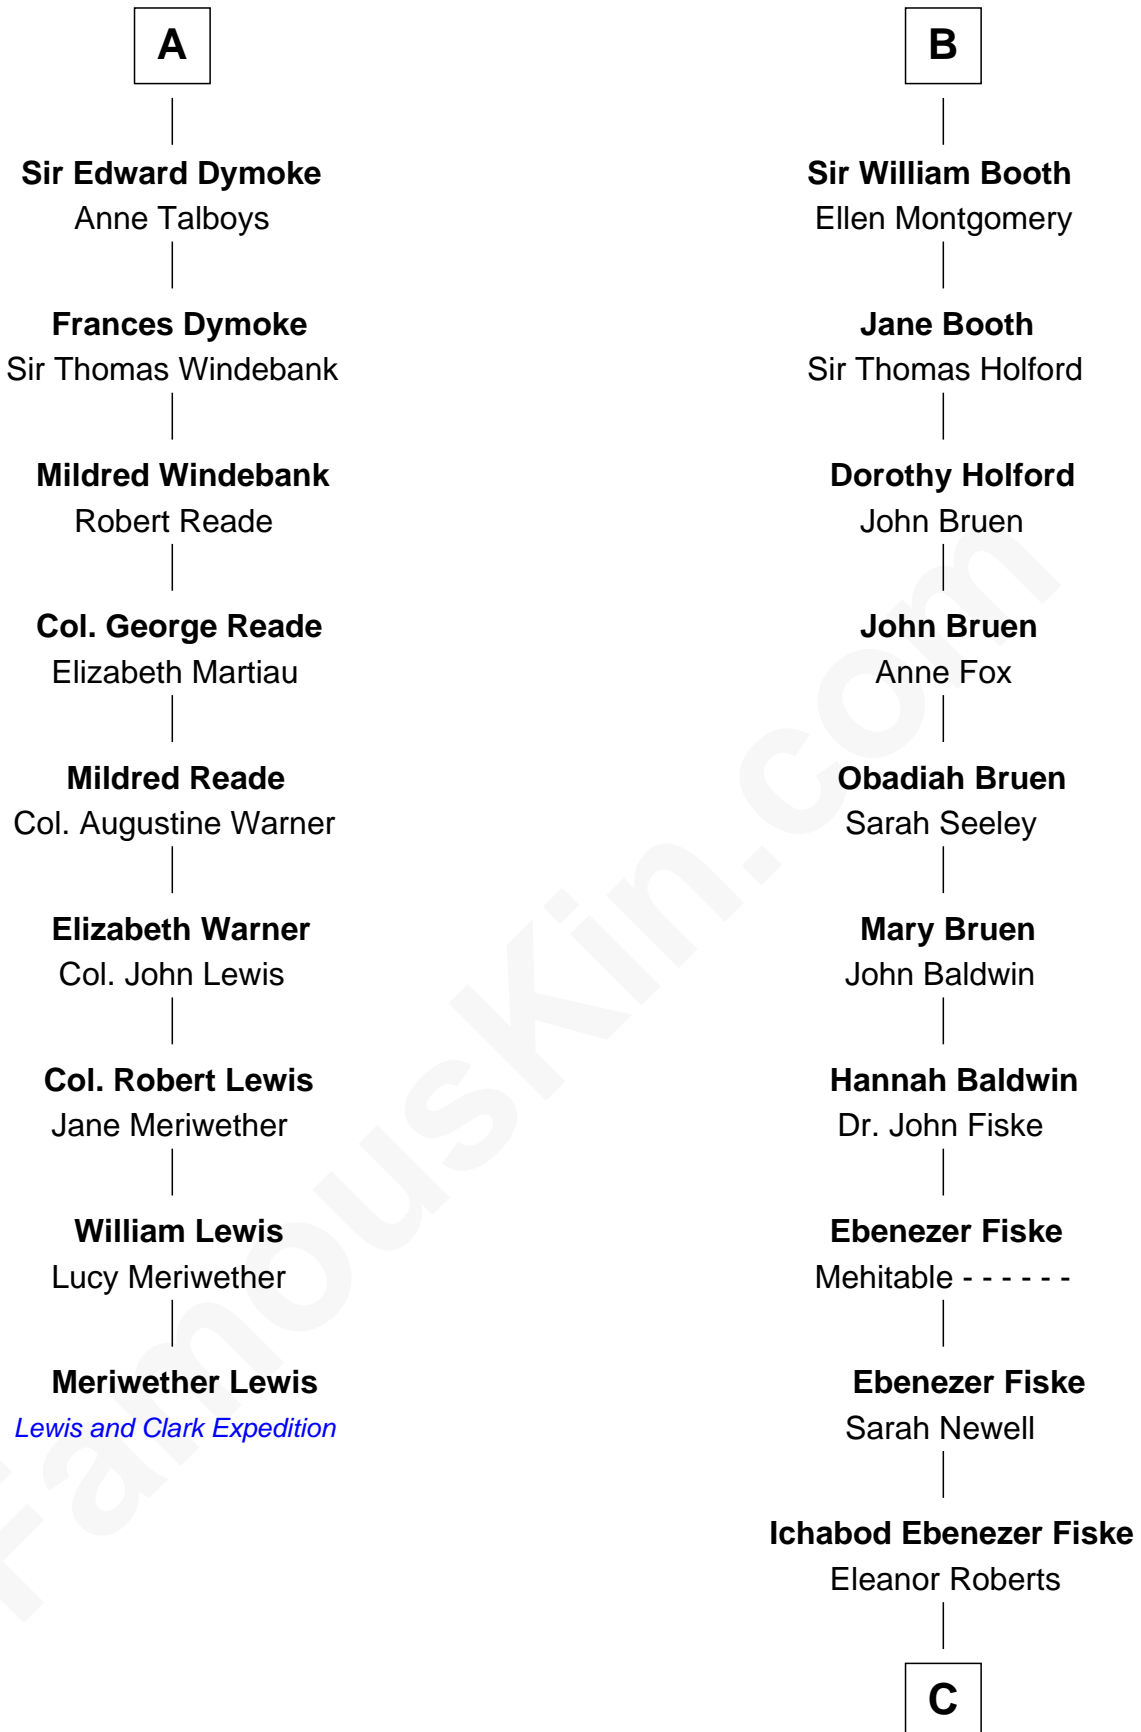 A
Sir Edward Dymoke
Anne Talboys
Frances Dymoke
Sir Thomas Windebank
Mildred Windebank
Robert Reade
Col. George Reade
Elizabeth Martiau
Mildred Reade
Col. Augustine Warner
Elizabeth Warner
Col. John Lewis
Col. Robert Lewis
Jane Meriwether
William Lewis
Lucy Meriwether
Meriwether Lewis
Lewis and Clark Expedition
B
Sir William Booth
Ellen Montgomery
Jane Booth
Sir Thomas Holford
Dorothy Holford
John Bruen
John Bruen
Anne Fox
Obadiah Bruen
Sarah Seeley
Mary Bruen
John Baldwin
Hannah Baldwin
Dr. John Fiske
Ebenezer Fiske
Mehitable - - - - - -
Ebenezer Fiske
Sarah Newell
Ichabod Ebenezer Fiske
Eleanor Roberts
C
FamousKin.com